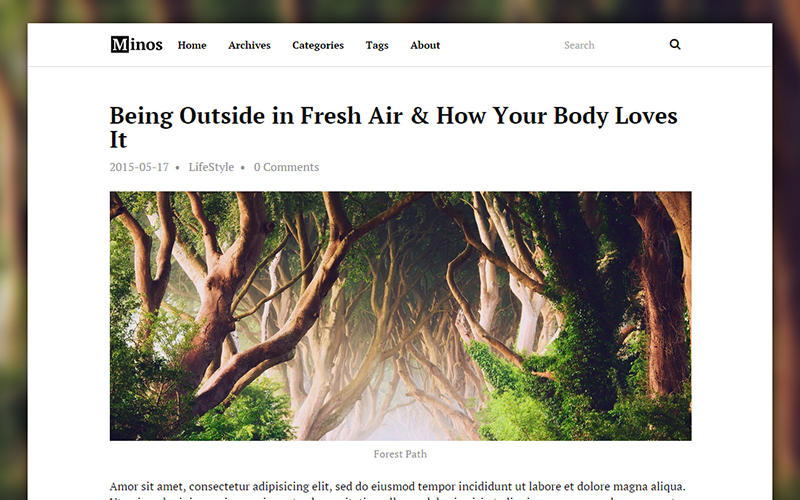 Minos Home Archives Categories Tags About Search
Being Outside in Fresh Air & How Your Body Loves
It
2015-05-17 • LifeStyle • 0 Comments
Forest Path
Amor sit amet, consectetur adipisicing elit, sed do eiusmod tempor incididunt ut labore et dolore magna aliqua.